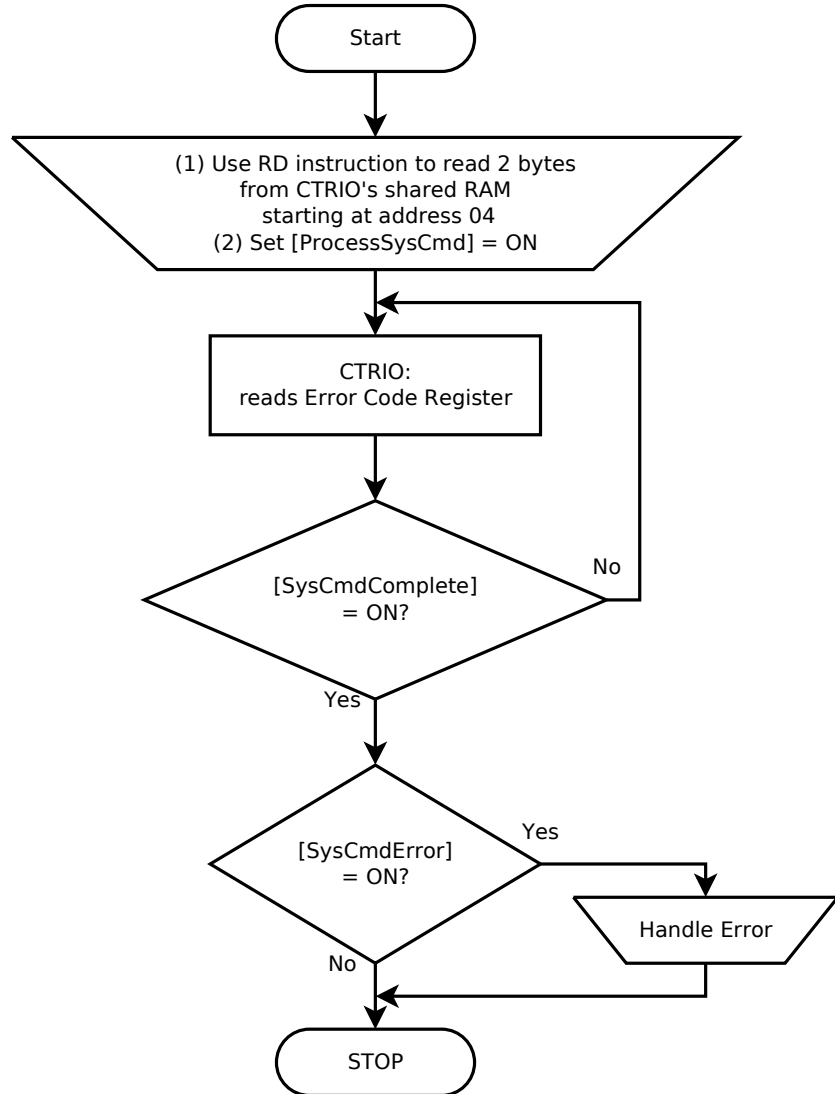 Start
(1) Use RD instruction to read 2 bytes
from CTRIO's shared RAM
starting at address 04
(2) Set [ProcessSysCmd] = ON
CTRIO:
reads Error Code Register
No
[SysCmdComplete]
= ON?
Yes
Yes
[SysCmdError]
= ON?
Handle Error
No
STOP